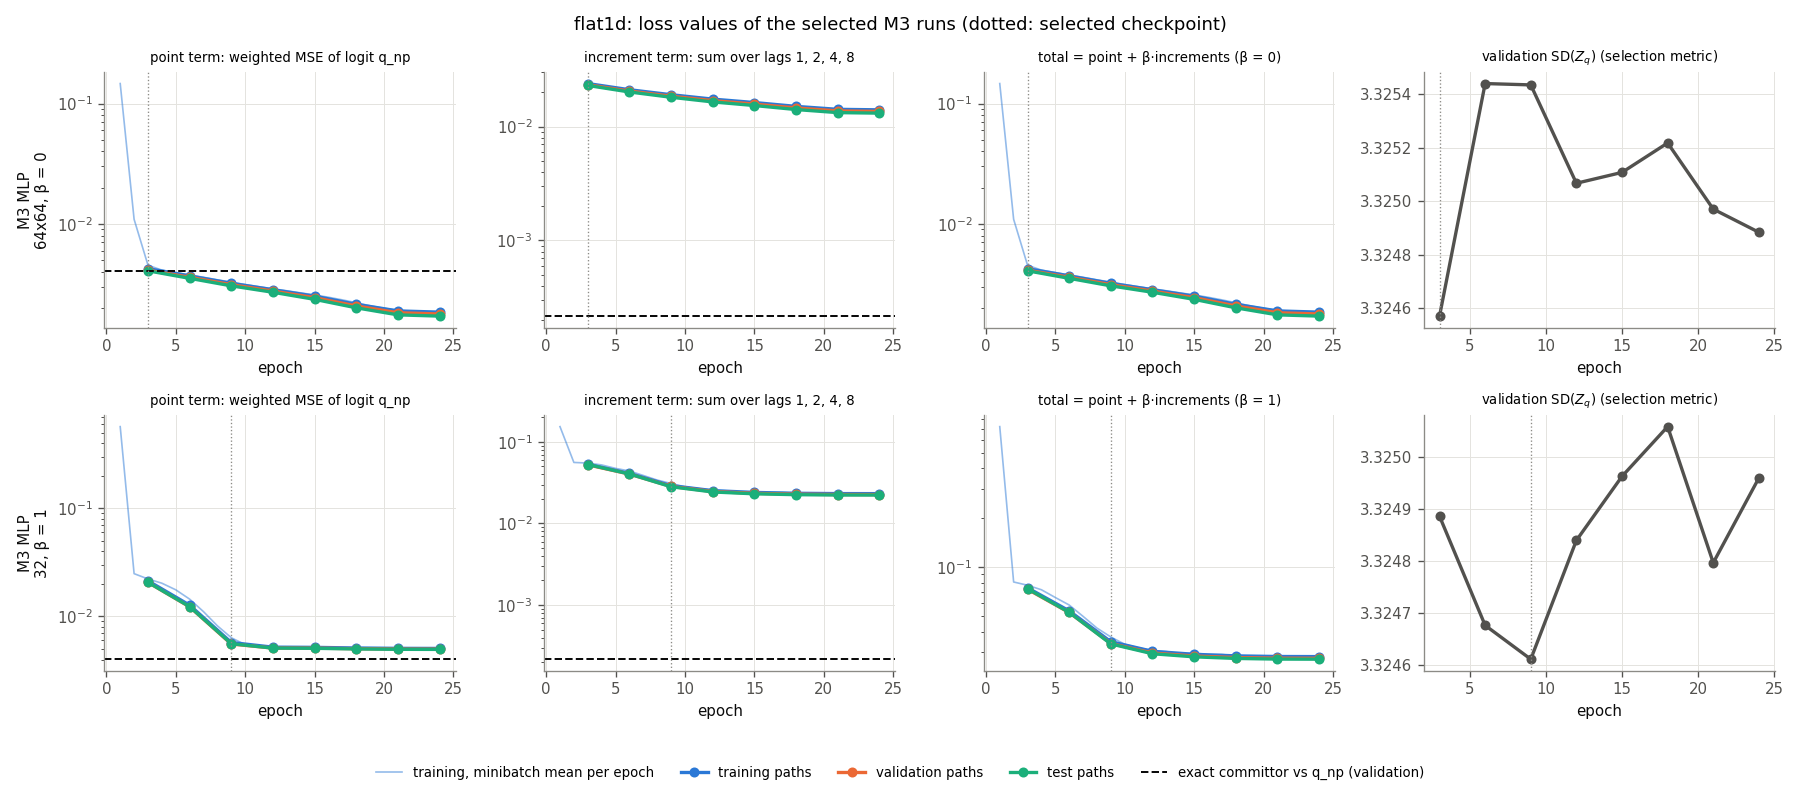 flat1d: loss values of the selected M3 runs (dotted: selected checkpoint)
point term: weighted MSE of logit q_np
increment term: sum over lags 1, 2, 4, 8
total = point + β·increments (β = 0)
validation SD(Z_q) (selection metric)
M3 MLP
64x64, β = 0
10⁻¹
10⁻²
0 5 10 15 20 25
epoch
10⁻²
10⁻³
0 5 10 15 20 25
epoch
10⁻¹
10⁻²
0 5 10 15 20 25
epoch
3.3254
3.3252
3.3250
3.3248
3.3246
5 10 15 20 25
epoch
point term: weighted MSE of logit q_np
increment term: sum over lags 1, 2, 4, 8
total = point + β·increments (β = 1)
validation SD(Z_q) (selection metric)
M3 MLP
32, β = 1
10⁻¹
10⁻²
0 5 10 15 20 25
epoch
10⁻¹
10⁻²
10⁻³
0 5 10 15 20 25
epoch
10⁻¹
0 5 10 15 20 25
epoch
3.3250
3.3249
3.3248
3.3247
3.3246
5 10 15 20 25
epoch
training, minibatch mean per epoch
training paths
validation paths
test paths
exact committor vs q_np (validation)